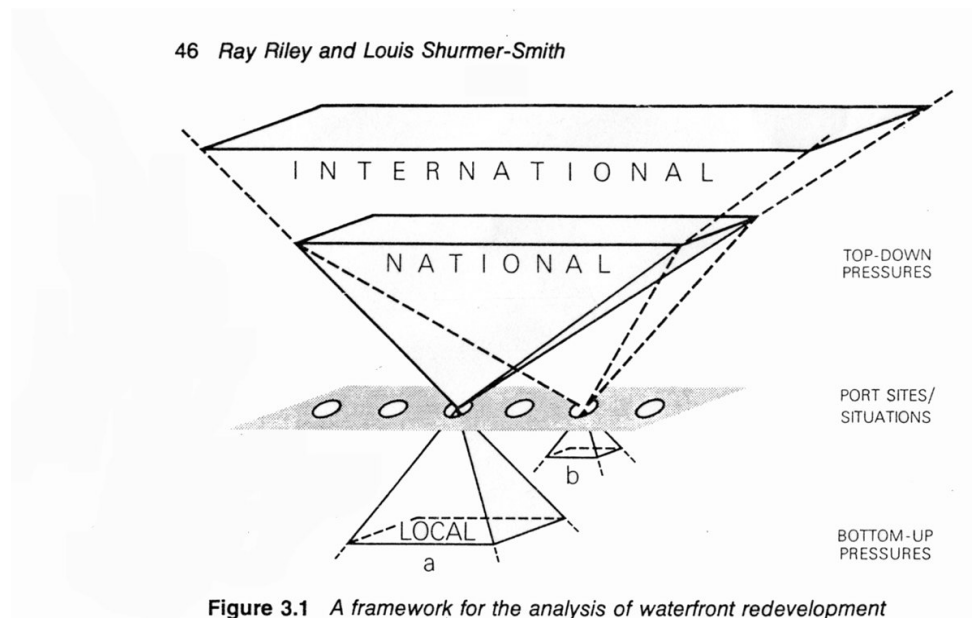 46 Ray Riley and Louis Shurmer-Smith
INTERNATIONAL
NATIONAL
TOP-DOWN
PRESSURES
PORT SITES/
SITUATIONS
b
LOCAL
a
BOTTOM-UP
PRESSURES
Figure 3.1 A framework for the analysis of waterfront redevelopment